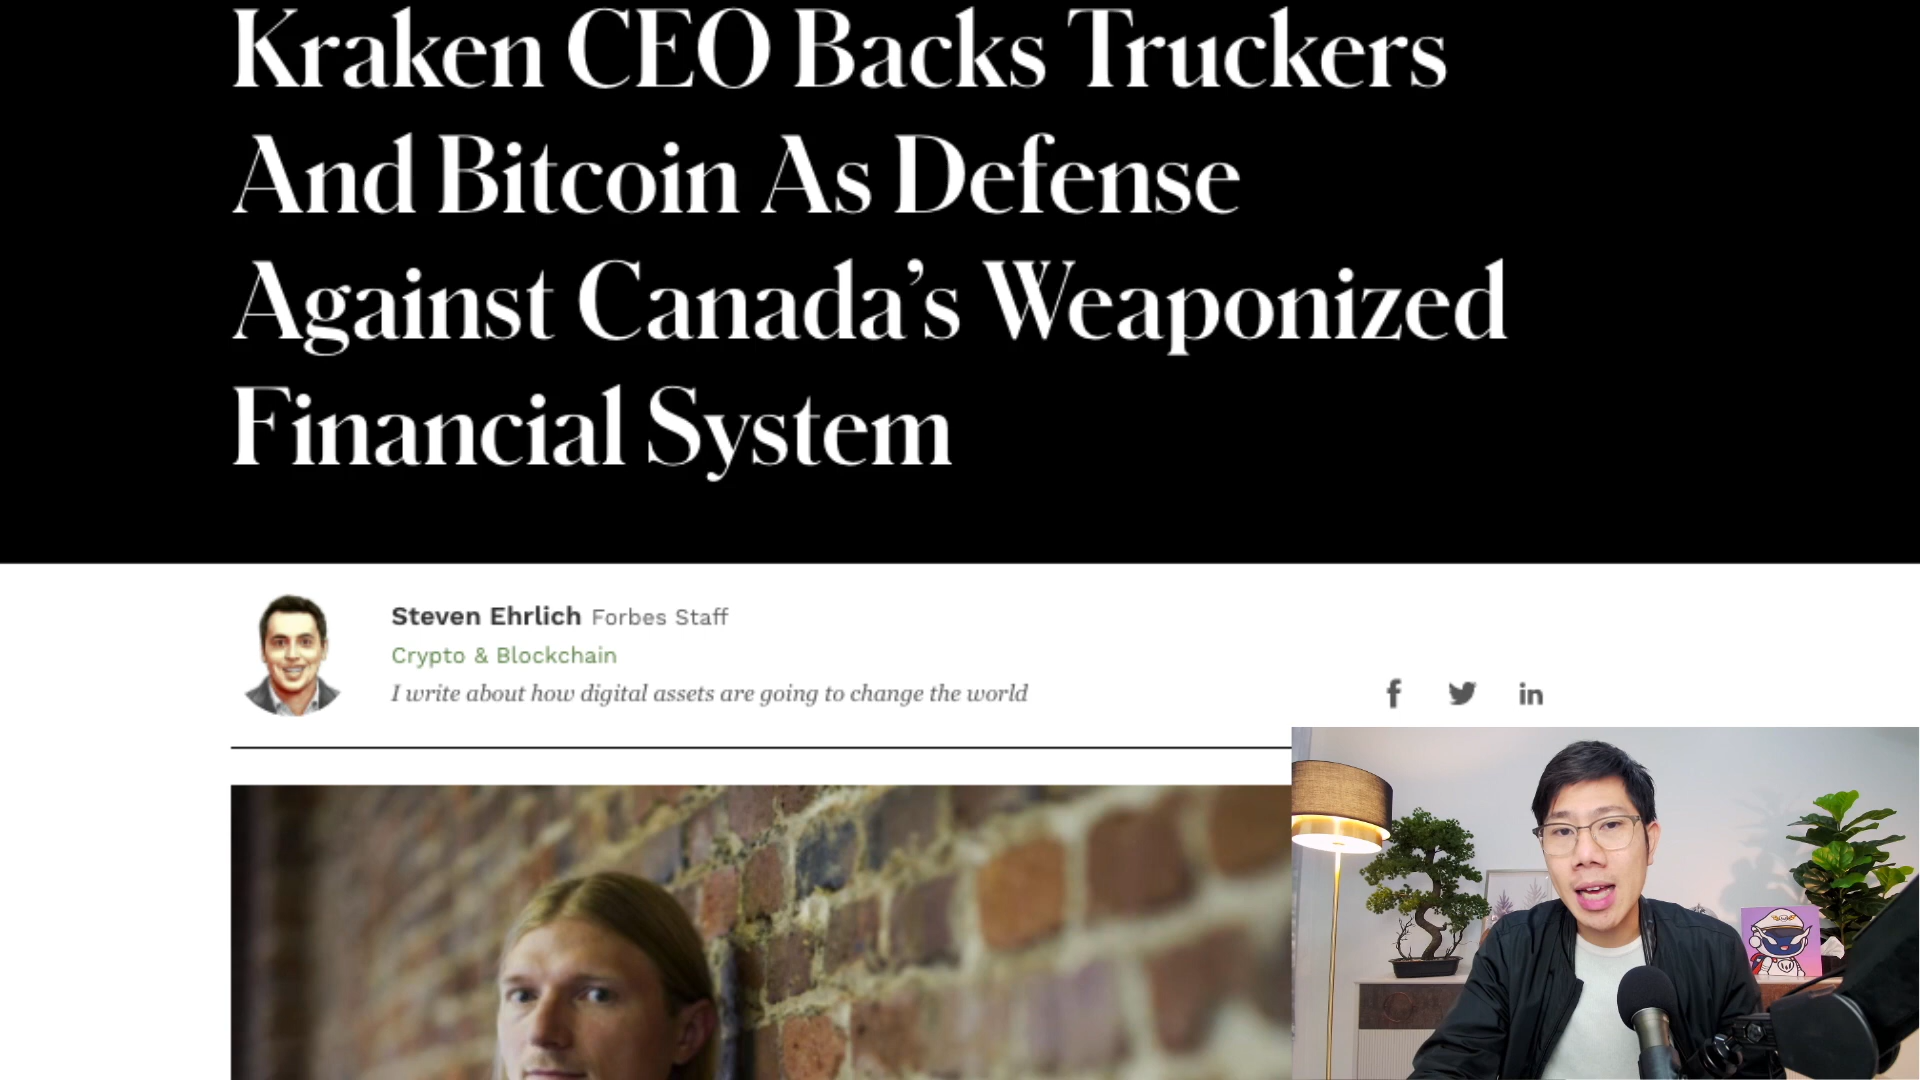 Kraken CEO Backs Truckers
And Bitcoin As Defense
Against Canada’s Weaponized
Financial System
Steven Ehrlich Forbes Staff
Crypto & Blockchain
I write about how digital assets are going to change the world